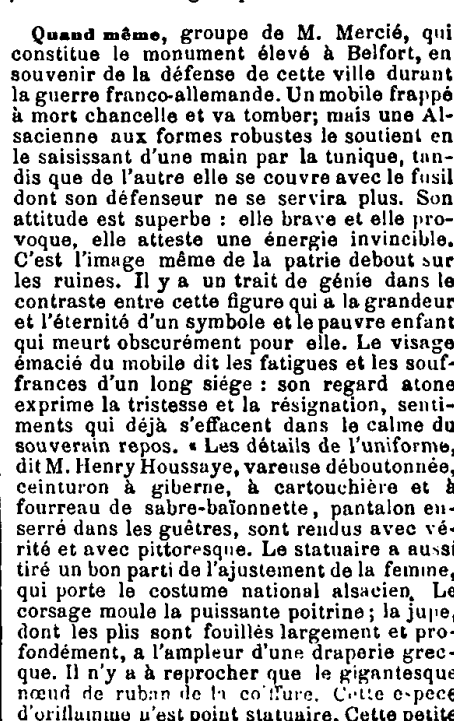 Quand même, groupe de M. Mercié, qui
constitue le monument élevé à Belfort, en
souvenir de la défense de cette ville durant
la guerre franco-allemande. Un mobile frappé
à mort chancelle et va tomber; mais une Al-
sacienne aux formes robustes le soutient en
le saisissant d'une main par la tunique, tan-
dis que de l'autre elle se couvre avec le fusil
dont son défenseur ne se servira plus. Son
attitude est superbe : elle brave et elle pro-
voque, elle atteste une énergie invincible.
C'est l'image même de la patrie debout sur
les ruines. Il y a un trait de génie dans le
contraste entre cette figure qui a la grandeur
et l'éternité d'un symbole et le pauvre enfant
qui meurt obscurément pour elle. Le visage
émacié du mobile dit les fatigues et les souf-
frances d'un long siége : son regard atone
exprime la tristesse et la résignation, senti-
ments qui déjà s'effacent dans le calme du
souverain repos. « Les détails de l'uniforme,
dit M. Henry Houssaye, vareuse déboutonnée,
ceinturon à giberne, à cartouchière et à
fourreau de sabre-baïonnette, pantalon en-
serré dans les guêtres, sont rendus avec vé-
rité et avec pittoresque. Le statuaire a aussi
tiré un bon parti de l'ajustement de la femme,
qui porte le costume national alsacien. Le
corsage moule la puissante poitrine; la jupe,
dont les plis sont fouillés largement et pro-
fondément, a l'ampleur d'une draperie grec-
que. Il n'y a à reprocher que le gigantesque
nœud de ruban de la coiffure. Cette espèce
d'oriflamme n'est point statuaire. Cette petite